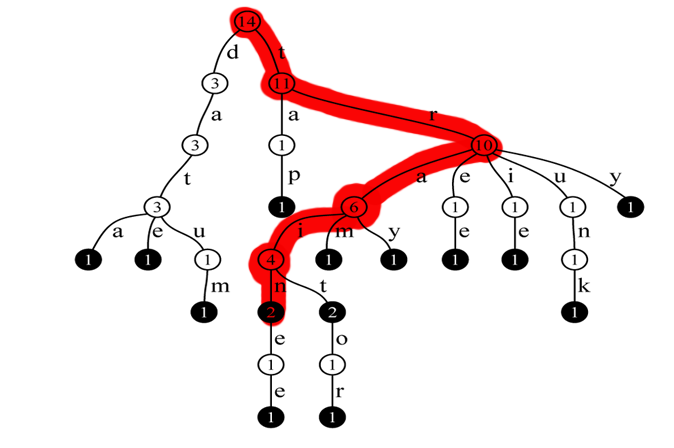 14
d t
3 11
a a r
3 1 10
t p a e i u y
3 1 6 1 1 1 1
a e u i m y e e n
1 1 1 4 1 1 1 1 1
m n t k
1 2 2 1
e o
1 1
e r
1 1